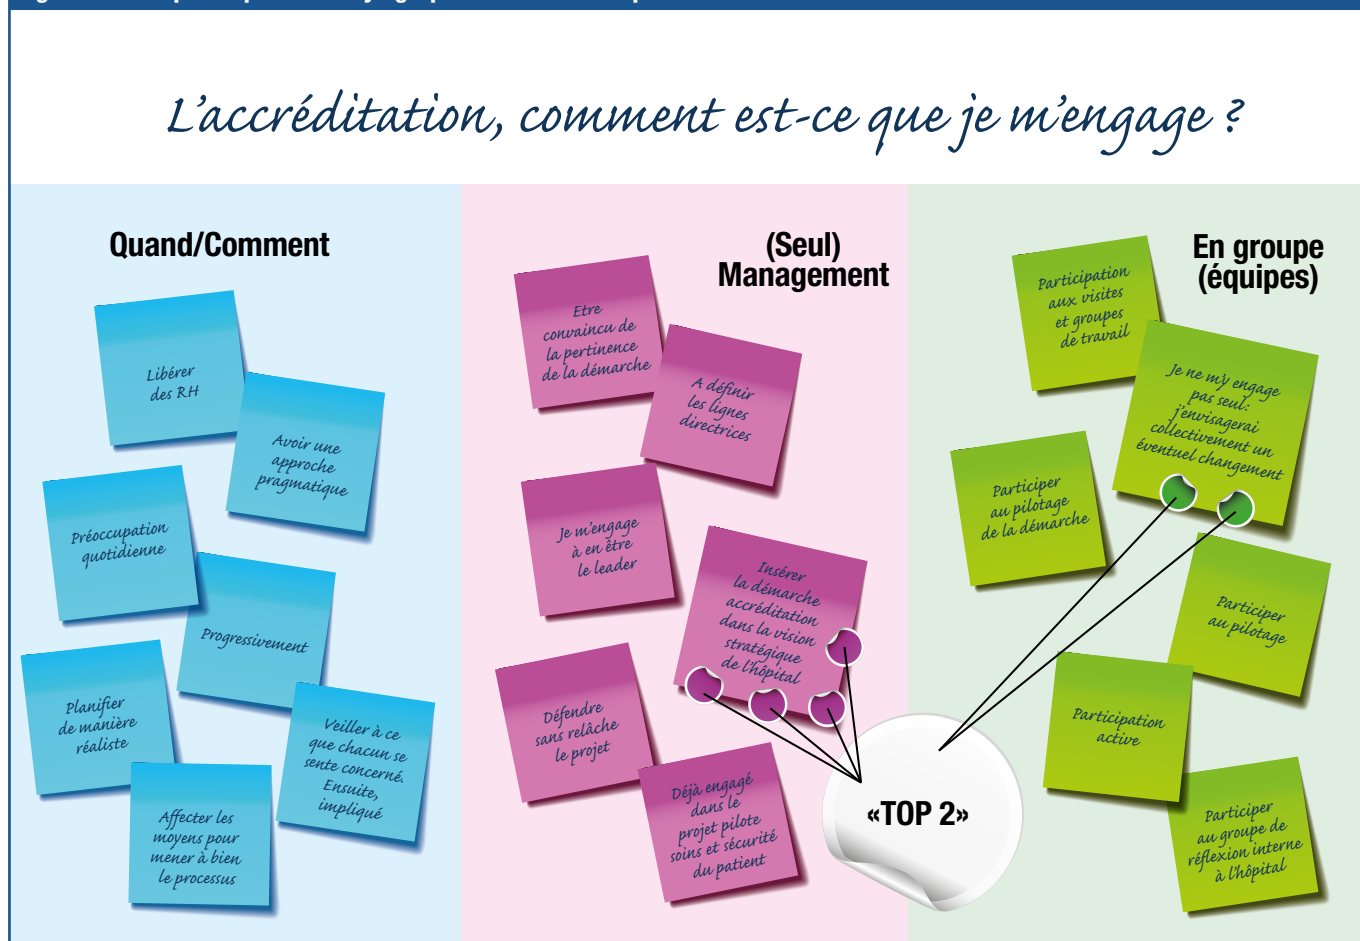 L'accréditation, comment est-ce que je m'engage ?
Quand/Comment
Libérer
des RH
Avoir une
approche
pragmatique
Préoccupation
quotidienne
Progressivement
Planifier
de manière
réaliste
Veiller à ce
que chacun se
sente concerné.
Ensuite,
impliqué
Affecter les
moyens pour
mener à bien
le processus
(Seul)
Management
Etre
convaincu de
la pertinence
de la démarche
A définir
les lignes
directrices
Je m'engage
à en être
le leader
Insérer
la démarche
accréditation
dans la vision
stratégique
de l'hôpital
Défendre
sans relâche
le projet
Déjà engagé
dans le
projet pilote
soins et sécurité
du patient
«TOP 2»
En groupe
(équipes)
Participation
aux visites
et groupes
de travail
Je ne m'y engage
pas seul:
j'envisagerai
collectivement un
éventuel changement
Participer
au pilotage
de la démarche
Participer
au pilotage
Participation
active
Participer
au groupe de
réflexion interne
à l'hôpital